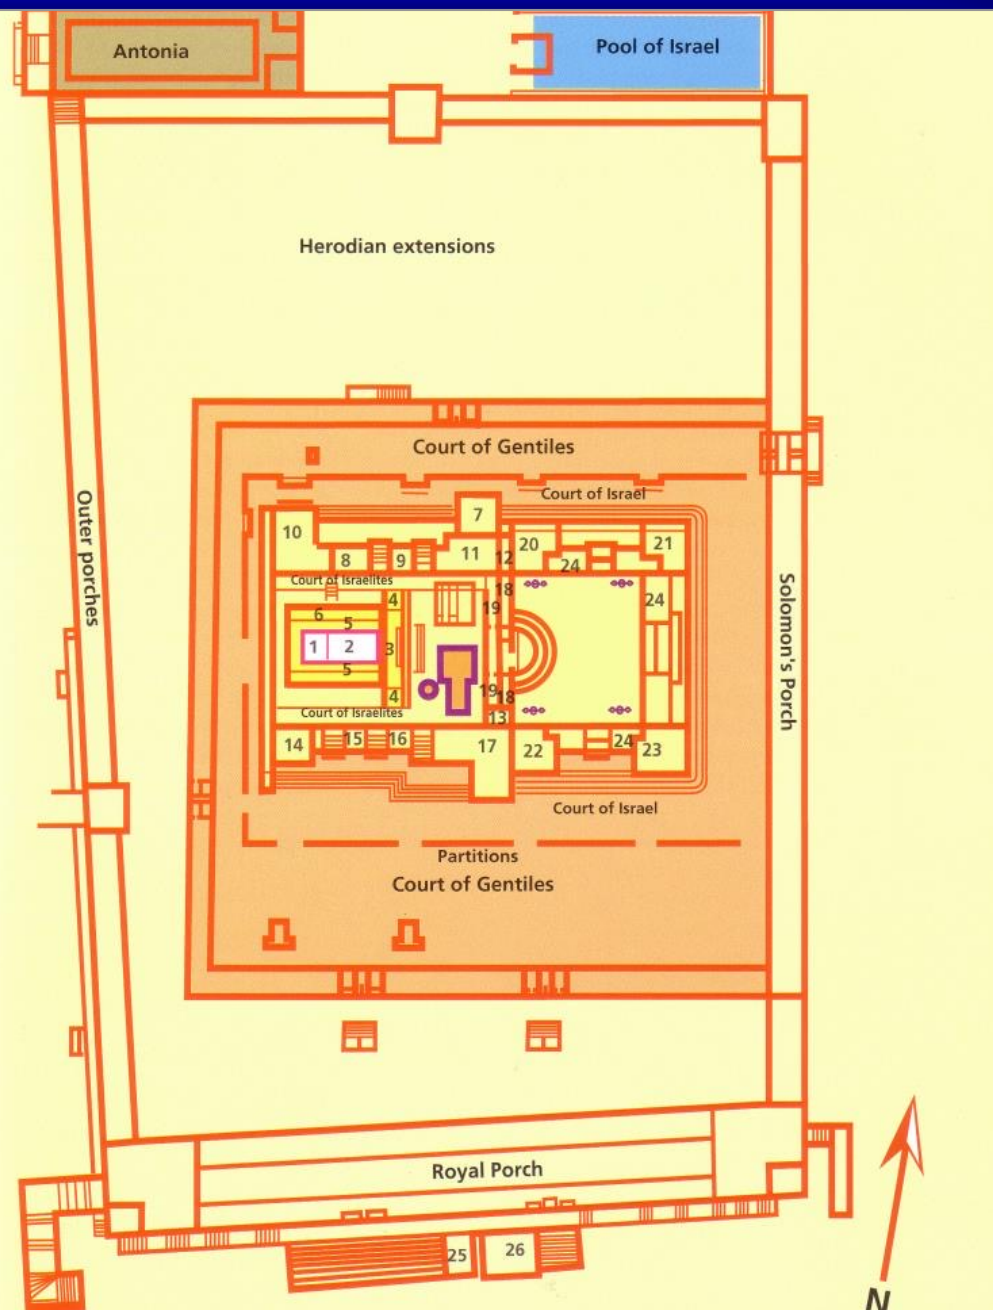 Antonia
Pool of Israel
Herodian extensions
Court of Gentiles
Court of Israel
7
10
20
21
8
9
11
12
24
Court of Israelites
18
24
4
19
6
5
1
2
3
5
4
19
18
Court of Israelites
13
14
15
16
17
22
24
23
Court of Israel
Outer porches
Solomon's Porch
Partitions
Court of Gentiles
Royal Porch
25
26
N